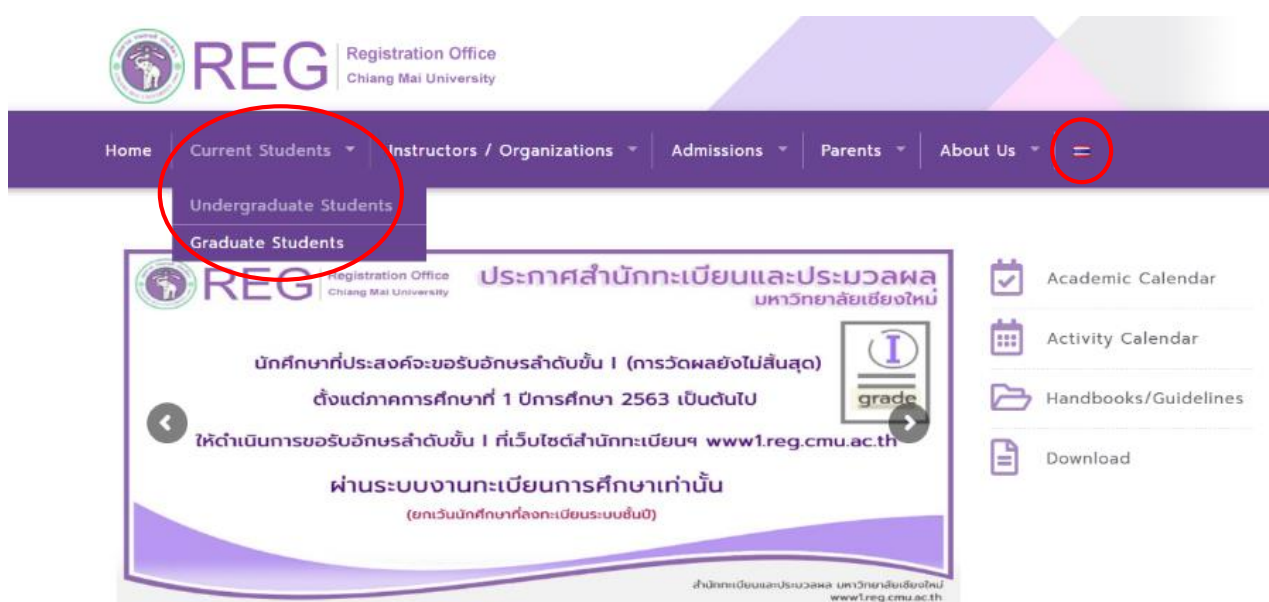 REG
Registration Office
Chiang Mai University
Home
Current Students
Instructors / Organizations
Admissions
Parents
About Us
Undergraduate Students
Graduate Students
REG
Registration Office
Chiang Mai University
ประกาศสำนักทะเบียนและประมวลผล
มหาวิทยาลัยเชียงใหม่
นักศึกษาที่ประสงค์จะขอรับอักษรลำดับขั้น I (การวัดผลยังไม่สิ้นสุด)
ตั้งแต่ภาคการศึกษาที่ 1 ปีการศึกษา 2563 เป็นต้นไป
ให้ดำเนินการขอรับอักษรลำดับขั้น I ที่เว็บไซต์สำนักทะเบียนฯ www1.reg.cmu.ac.th
ผ่านระบบงานทะเบียนการศึกษาเท่านั้น
(ยกเว้นนักศึกษาที่ลงทะเบียนระบบชั้นปี)
I
grade
สำนักทะเบียนและประมวลผล มหาวิทยาลัยเชียงใหม่
www1.reg.cmu.ac.th
Academic Calendar
Activity Calendar
Handbooks/Guidelines
Download